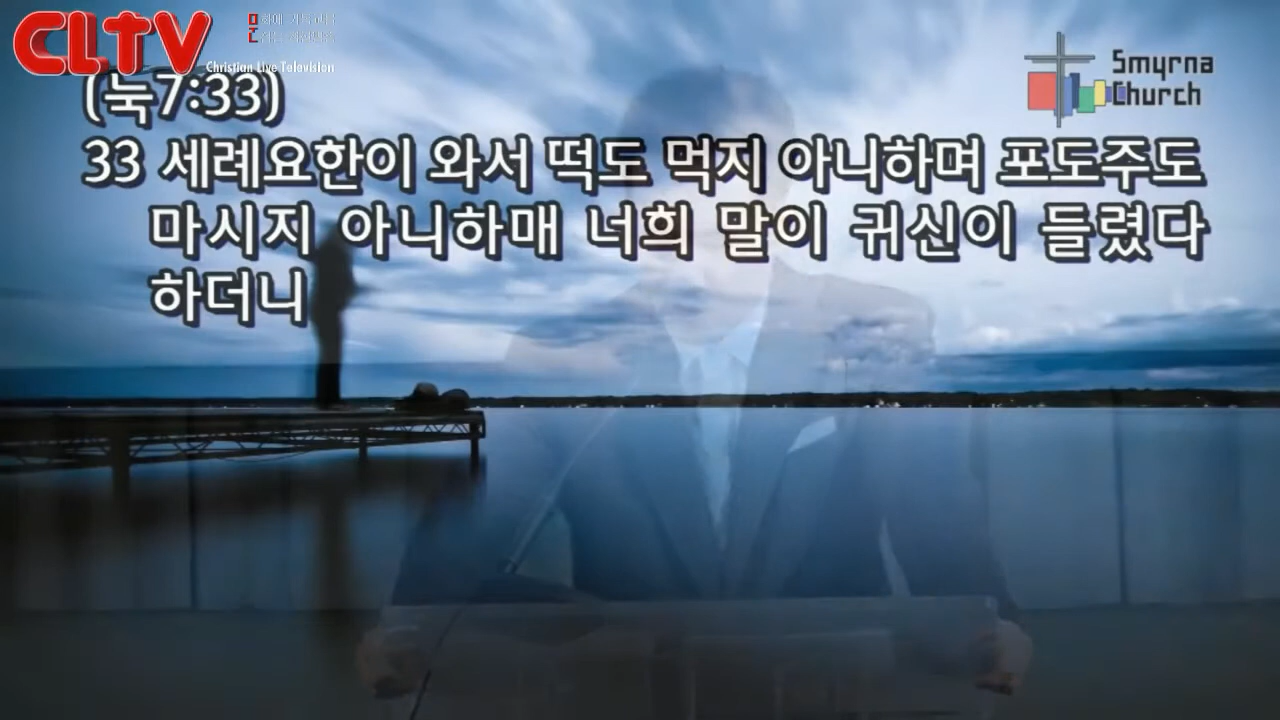 CLTV
Christian Live Television
Smyrna
Church
(눅7:33)
33 세례요한이 와서 떡도 먹지 아니하며 포도주도
마시지 아니하매 너희 말이 귀신이 들렸다
하더니